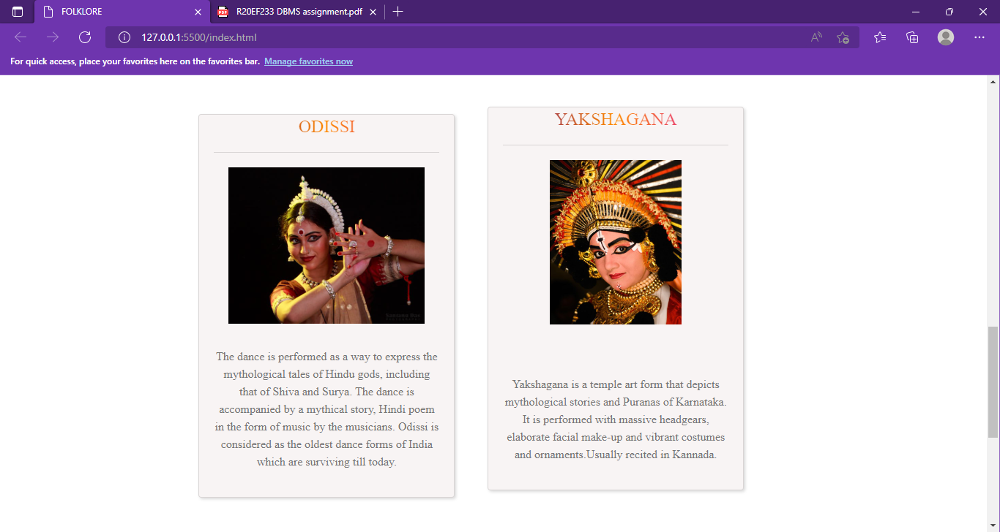 FOLKLORE
R20EF233 DBMS assignment.pdf
127.0.0.1:5500/index.html
For quick access, place your favorites here on the favorites bar. Manage favorites now
ODISSI
The dance is performed as a way to express the
mythological tales of Hindu gods, including
that of Shiva and Surya. The dance is
accompanied by a mythical story, Hindi poem
in the form of music by the musicians. Odissi is
considered as the oldest dance forms of India
which are surviving till today.
YAKSHAGANA
Yakshagana is a temple art form that depicts
mythological stories and Puranas of Karnataka.
It is performed with massive headgears,
elaborate facial make-up and vibrant costumes
and ornaments.Usually recited in Kannada.